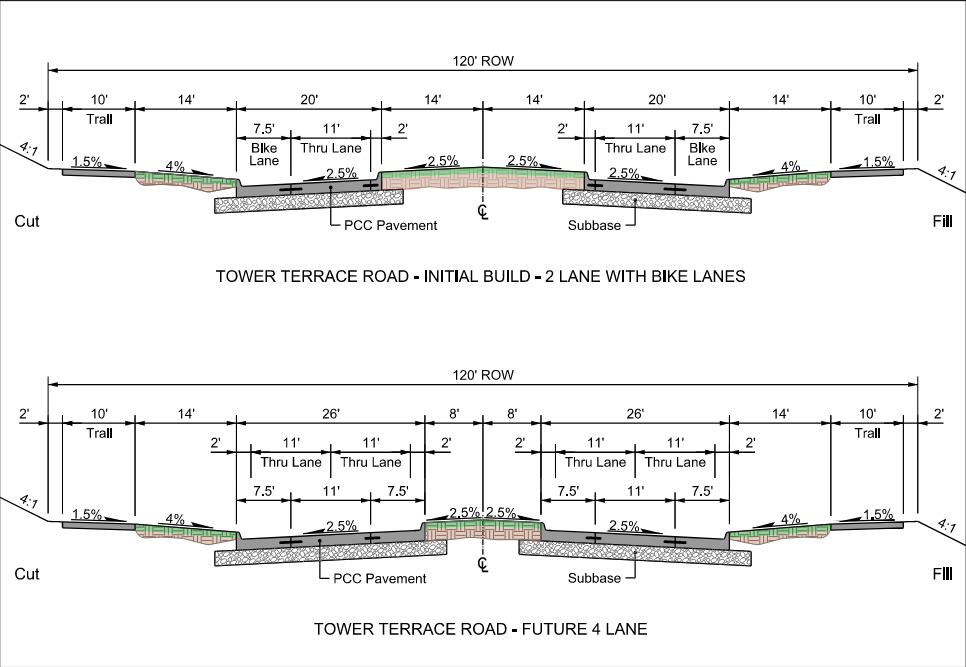 120' ROW
2' 10' 14' 20' 14' 14' 20' 14' 10' 2'
Trail 7.5' 11' 2' 2' 11' 7.5' Trail
Bike Lane Thru Lane Thru Lane Bike Lane
4:1 1.5% 4% 2.5% 2.5% 2.5% 2.5% 4% 1.5% 4:1
Cut PCC Pavement ℄ Subbase Fill
TOWER TERRACE ROAD - INITIAL BUILD - 2 LANE WITH BIKE LANES
120' ROW
2' 10' 14' 26' 8' 8' 26' 14' 10' 2'
Trail 2' 11' 11' 2' 2' 11' 11' 2' Trail
Thru Lane Thru Lane Thru Lane Thru Lane
7.5' 11' 7.5' 7.5' 11' 7.5'
4:1 1.5% 4% 2.5% 2.5% 2.5% 2.5% 4% 1.5% 4:1
Cut PCC Pavement ℄ Subbase Fill
TOWER TERRACE ROAD - FUTURE 4 LANE